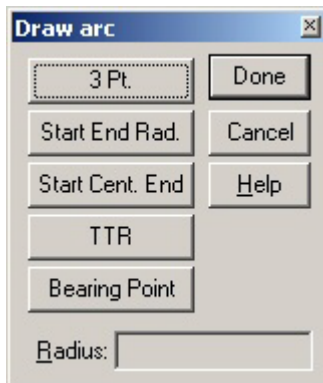 Draw arc
3 Pt.
Done
Start End Rad.
Cancel
Start Cent. End
Help
TTR
Bearing Point
Radius: